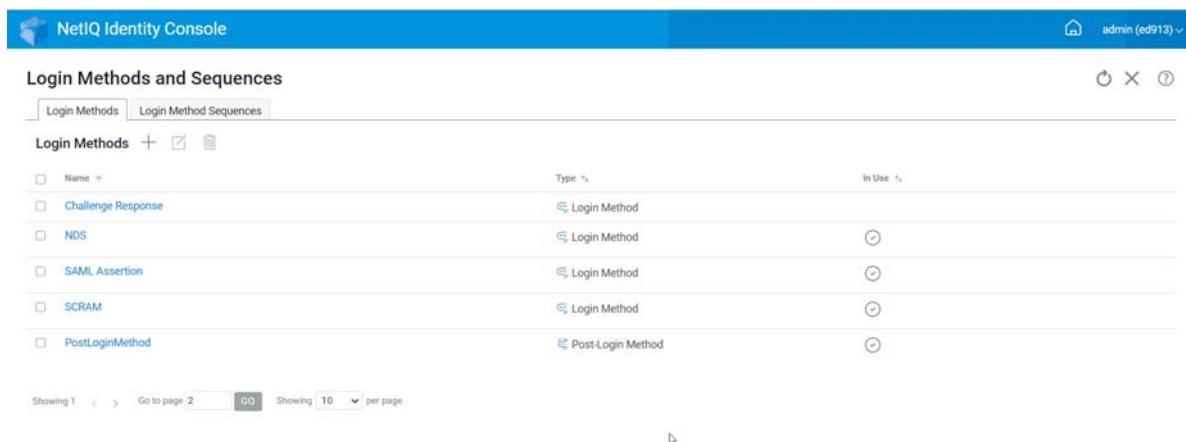 NetIQ Identity Console
admin (ed913)
Login Methods and Sequences
Login Methods
Login Method Sequences
Login Methods
Name Type In Use
Challenge Response Login Method
NDS Login Method
SAML Assertion Login Method
SCRAM Login Method
PostLoginMethod Post-Login Method
Showing 1 Go to page 2 GO Showing 10 per page